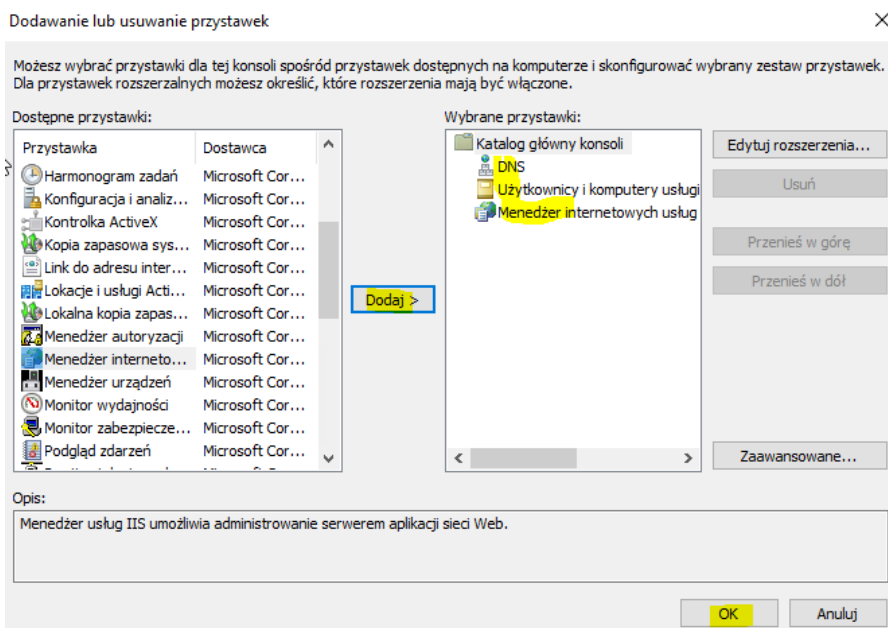 Dodawanie lub usuwanie przystawek
Możesz wybrać przystawki dla tej konsoli spośród przystawek dostępnych na komputerze i skonfigurować wybrany zestaw przystawek.
Dla przystawek rozszerzalnych możesz określić, które rozszerzenia mają być włączone.
Dostępne przystawki:
Przystawka Dostawca
Harmonogram zadań Microsoft Cor...
Konfiguracja i analiz... Microsoft Cor...
Kontrolka ActiveX Microsoft Cor...
Kopia zapasowa sys... Microsoft Cor...
Link do adresu inter... Microsoft Cor...
Lokacje i usługi Acti... Microsoft Cor...
Lokalna kopia zapas... Microsoft Cor...
Menedżer autoryzacji Microsoft Cor...
Menedżer interneto... Microsoft Cor...
Menedżer urządzeń Microsoft Cor...
Monitor wydajności Microsoft Cor...
Monitor zabezpiecze... Microsoft Cor...
Podgląd zdarzeń Microsoft Cor...
Dodaj >
Wybrane przystawki:
Katalog główny konsoli
DNS
Użytkownicy i komputery usługi
Menedżer internetowych usług
Edytuj rozszerzenia...
Usuń
Przenieś w górę
Przenieś w dół
Zaawansowane...
Opis:
Menedżer usług IIS umożliwia administrowanie serwerem aplikacji sieci Web.
OK
Anuluj